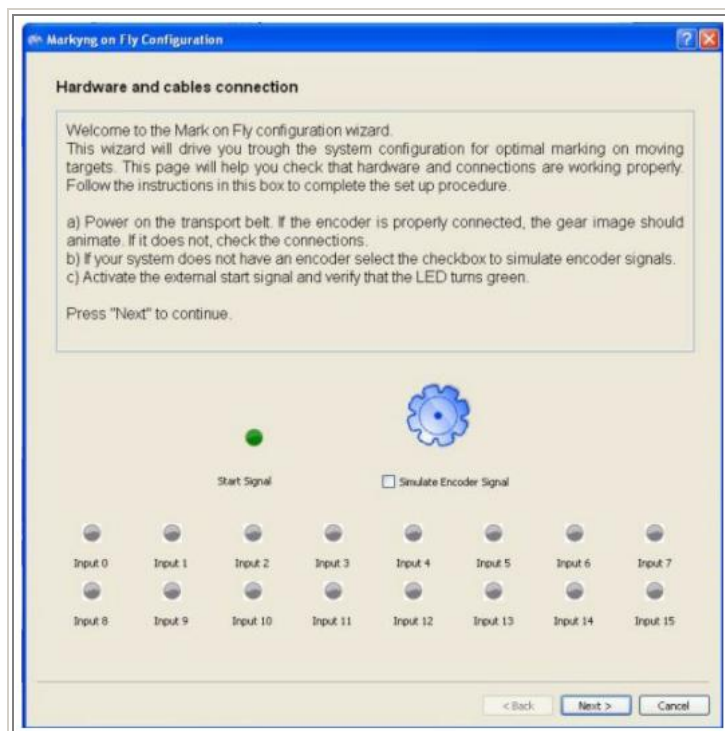 Markyng on Fly Configuration
Hardware and cables connection
Welcome to the Mark on Fly configuration wizard.
This wizard will drive you trough the system configuration for optimal marking on moving
targets. This page will help you check that hardware and connections are working properly.
Follow the instructions in this box to complete the set up procedure.
a) Power on the transport belt. If the encoder is properly connected, the gear image should
animate. If it does not, check the connections.
b) If your system does not have an encoder select the checkbox to simulate encoder signals.
c) Activate the external start signal and verify that the LED turns green.
Press "Next" to continue.
Start Signal
Simulate Encoder Signal
Input 0 Input 1 Input 2 Input 3 Input 4 Input 5 Input 6 Input 7
Input 8 Input 9 Input 10 Input 11 Input 12 Input 13 Input 14 Input 15
< Back Next > Cancel